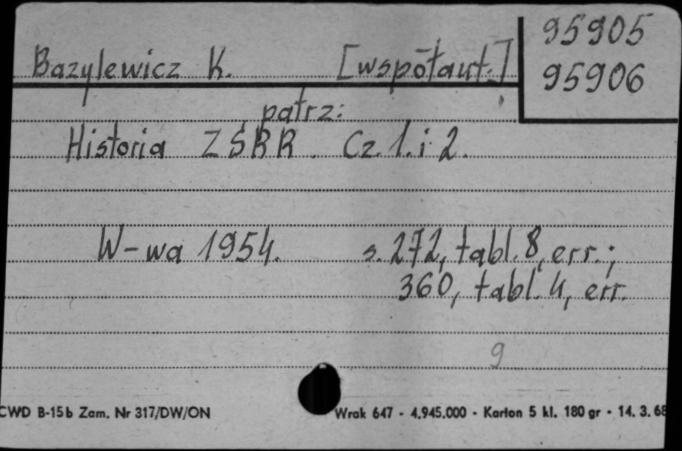 95905
Bazylewicz K. [współaut.]
95906
patrz:
Historia ZSRR. Cz. 1. i 2.
W-wa 1954. s. 272, tabl. 8, err.;
360, tabl. 4, err.
9
CWD B-15b Zam. Nr 317/DW/ON Wrak 647 - 4.945.000 - Karton 5 kl. 180 gr - 14. 3. 68